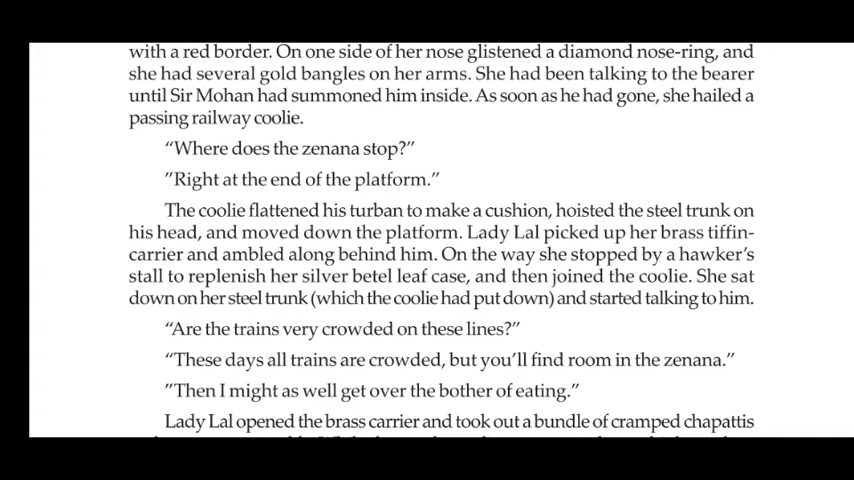 with a red border. On one side of her nose glistened a diamond nose-ring, and
she had several gold bangles on her arms. She had been talking to the bearer
until Sir Mohan had summoned him inside. As soon as he had gone, she hailed a
passing railway coolie.
“Where does the zenana stop?”
”Right at the end of the platform.”
The coolie flattened his turban to make a cushion, hoisted the steel trunk on
his head, and moved down the platform. Lady Lal picked up her brass tiffin-
carrier and ambled along behind him. On the way she stopped by a hawker’s
stall to replenish her silver betel leaf case, and then joined the coolie. She sat
down on her steel trunk (which the coolie had put down) and started talking to him.
“Are the trains very crowded on these lines?”
“These days all trains are crowded, but you’ll find room in the zenana.”
”Then I might as well get over the bother of eating.”
Lady Lal opened the brass carrier and took out a bundle of cramped chapattis